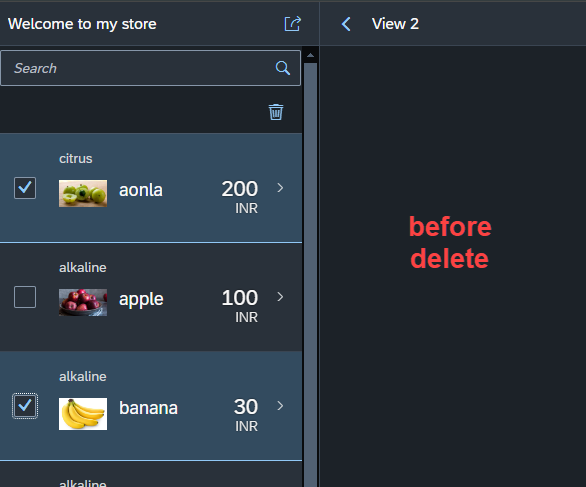 Welcome to my store
View 2
Search
citrus
aonla
200
INR
alkaline
apple
100
INR
alkaline
banana
30
INR
alkaline
before
delete